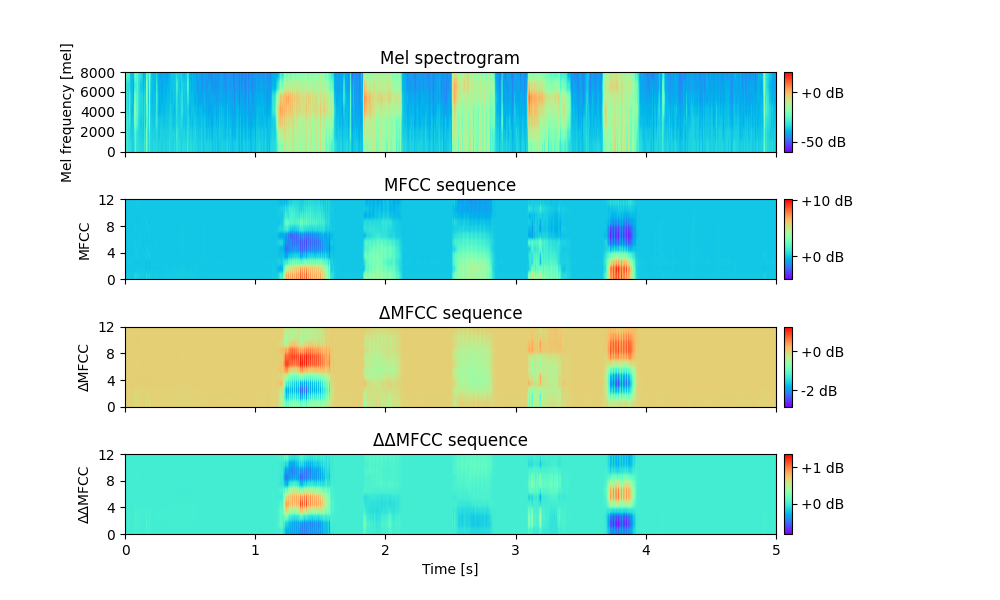 Mel spectrogram
Mel frequency [mel]
8000
6000
4000
2000
0
+0 dB
-50 dB
MFCC sequence
MFCC
12
8
4
0
+10 dB
+0 dB
ΔMFCC sequence
ΔMFCC
12
8
4
0
+0 dB
-2 dB
ΔΔMFCC sequence
ΔΔMFCC
12
8
4
0
+1 dB
+0 dB
0 1 2 3 4 5
Time [s]